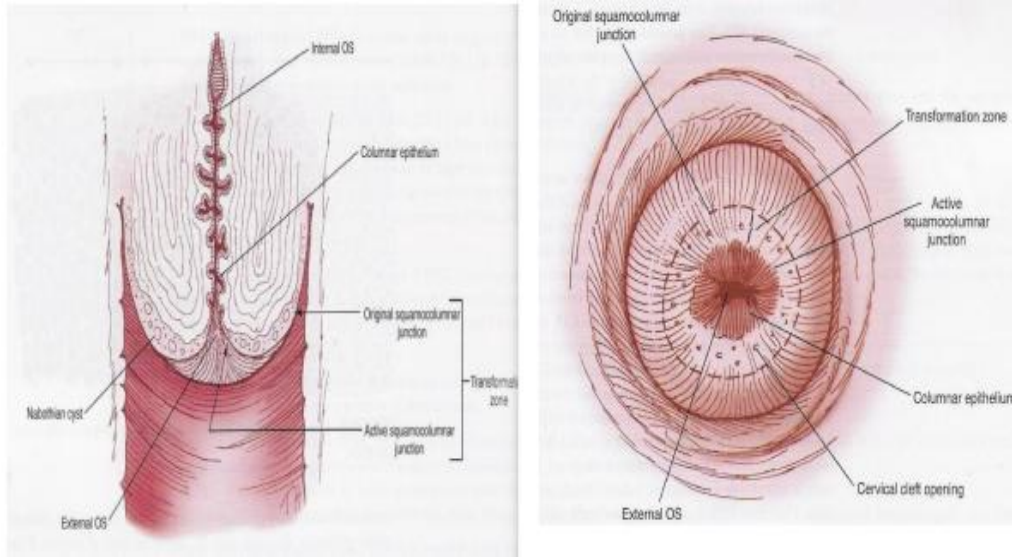 Internal OS
Columnar epithelium
Original squamocolumnar
junction
Transformat
zone
Nabothian cyst
Active squamocolumnar
junction
External OS
Original squamocolumnar
junction
Transformation zone
Active
squamocolumnar
junction
Columnar epithelium
Cervical cleft opening
External OS